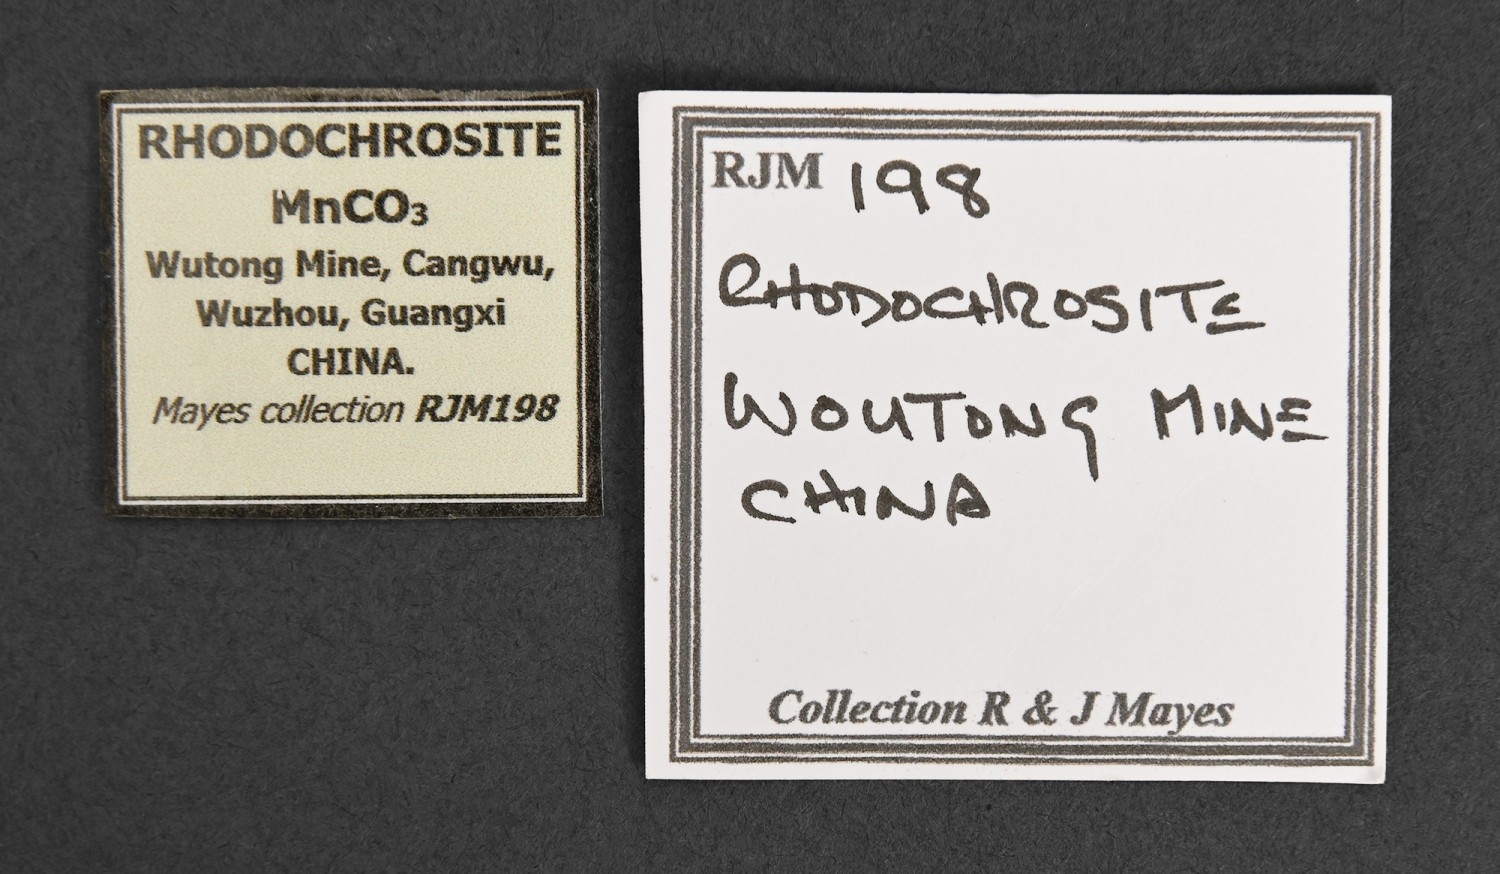 RHODOCHROSITE
MnCO₃
Wutong Mine, Cangwu,
Wuzhou, Guangxi
CHINA.
Mayes collection RJM198
RJM 198
RHODOCHROSITE
WOUTONG MINE
CHINA
Collection R & J Mayes